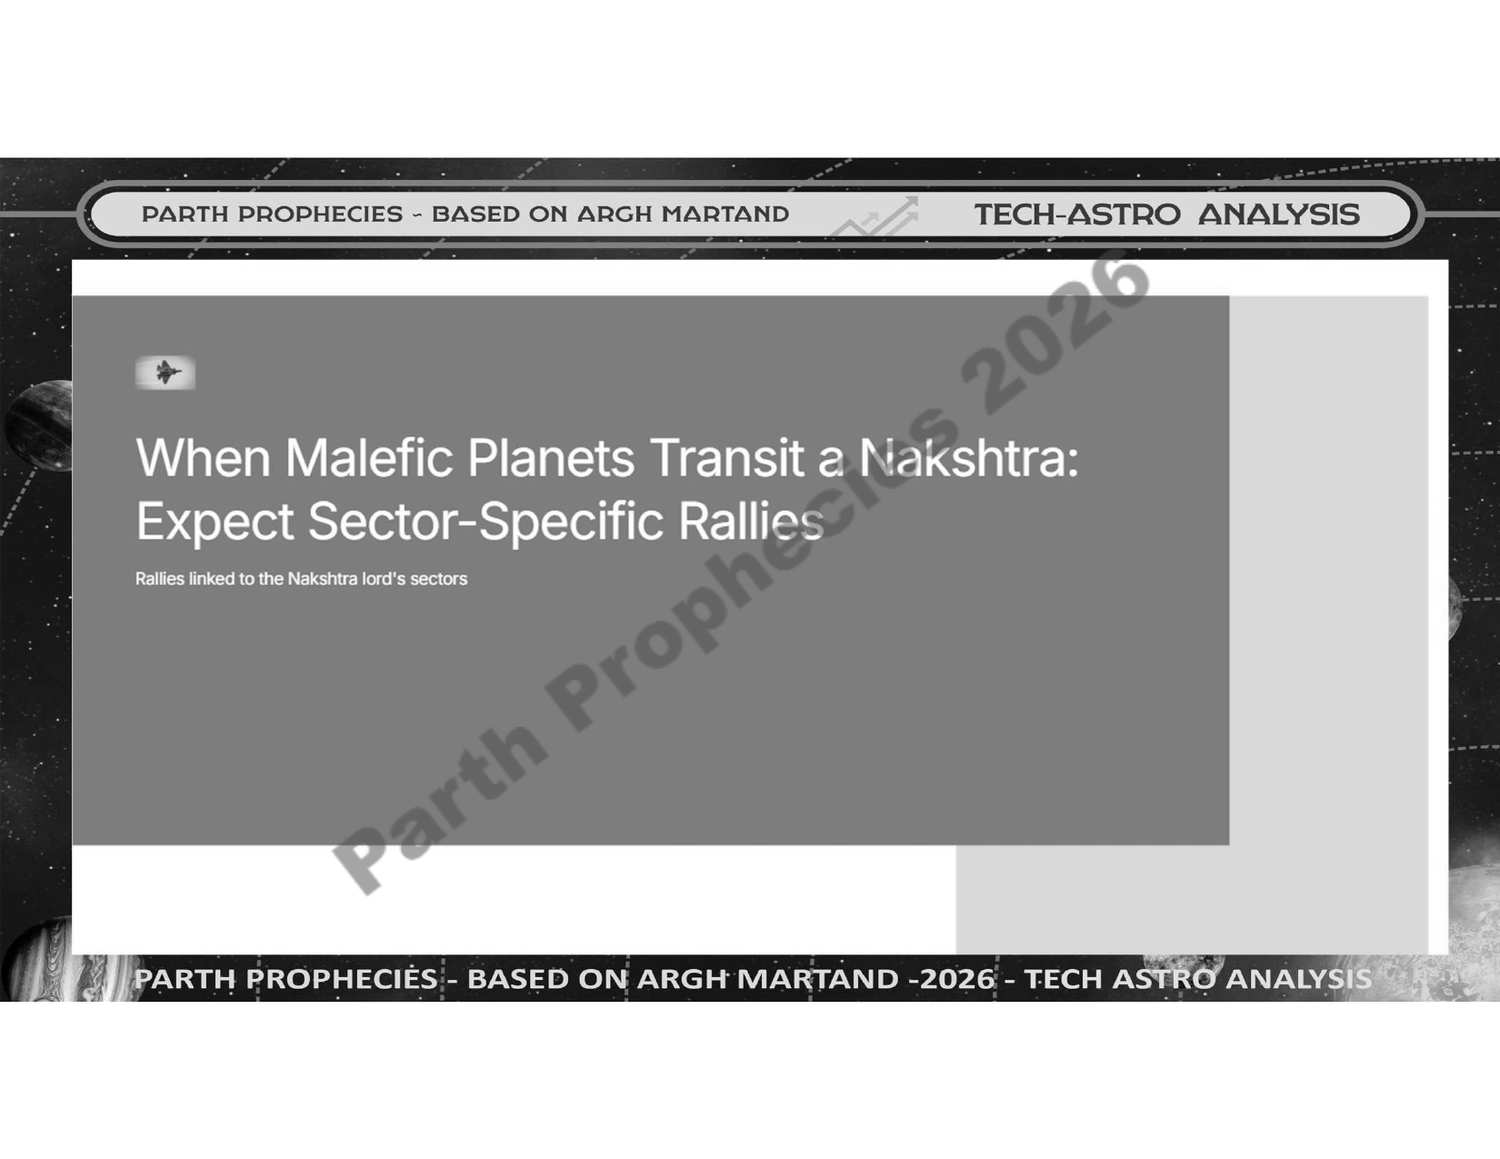 PARTH PROPHECIES ~ BASED ON ARGH MARTAND TECH-ASTRO ANALYSIS
When Malefic Planets Transit a Nakshtra:
Expect Sector-Specific Rallies
Rallies linked to the Nakshtra lord's sectors
Parth Prophecies 2026
PARTH PROPHECIES - BASED ON ARGH MARTAND -2026 - TECH ASTRO ANALYSIS